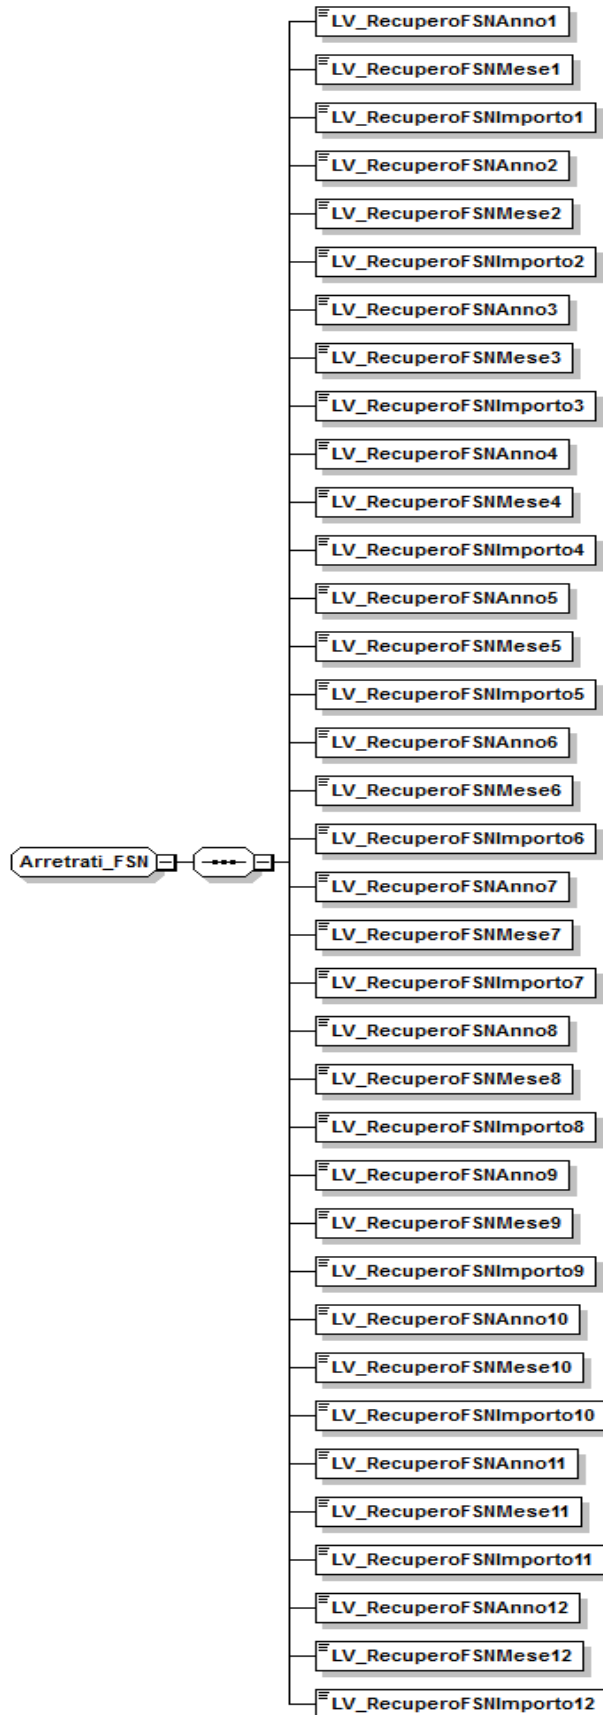 LV_RecuperoFSNAnno1
LV_RecuperoFSNMese1
LV_RecuperoFSNImporto1
LV_RecuperoFSNAnno2
LV_RecuperoFSNMese2
LV_RecuperoFSNImporto2
LV_RecuperoFSNAnno3
LV_RecuperoFSNMese3
LV_RecuperoFSNImporto3
LV_RecuperoFSNAnno4
LV_RecuperoFSNMese4
LV_RecuperoFSNImporto4
LV_RecuperoFSNAnno5
LV_RecuperoFSNMese5
LV_RecuperoFSNImporto5
LV_RecuperoFSNAnno6
LV_RecuperoFSNMese6
LV_RecuperoFSNImporto6
Arretrati_FSN
LV_RecuperoFSNAnno7
LV_RecuperoFSNMese7
LV_RecuperoFSNImporto7
LV_RecuperoFSNAnno8
LV_RecuperoFSNMese8
LV_RecuperoFSNImporto8
LV_RecuperoFSNAnno9
LV_RecuperoFSNMese9
LV_RecuperoFSNImporto9
LV_RecuperoFSNAnno10
LV_RecuperoFSNMese10
LV_RecuperoFSNImporto10
LV_RecuperoFSNAnno11
LV_RecuperoFSNMese11
LV_RecuperoFSNImporto11
LV_RecuperoFSNAnno12
LV_RecuperoFSNMese12
LV_RecuperoFSNImporto12